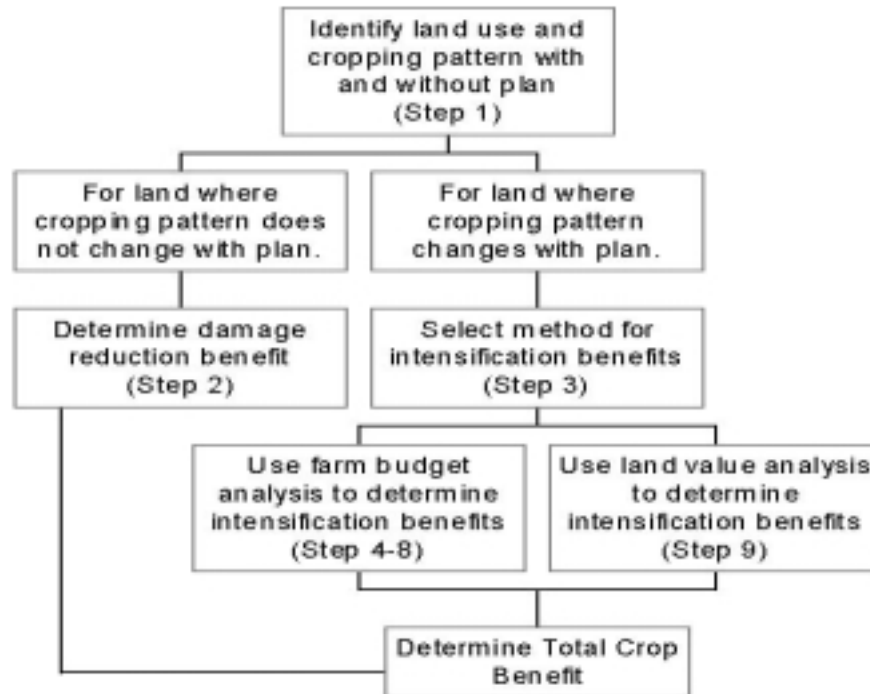 Identify land use and
cropping pattern with
and without plan
(Step 1)
For land where
cropping pattern does
not change with plan.
For land where
cropping pattern
changes with plan.
Determine damage
reduction benefit
(Step 2)
Select method for
intensification benefits
(Step 3)
Use farm budget
analysis to determine
intensification benefits
(Step 4-8)
Use land value analysis
to determine
intensification benefits
(Step 9)
Determine Total Crop
Benefit